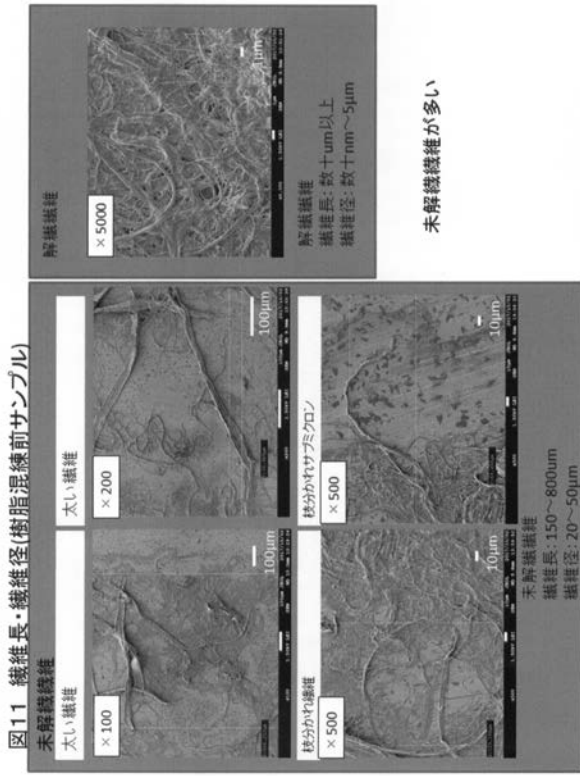 図11 繊維長・繊維径(樹脂混練前サンプル)
未解繊繊維
太い繊維
×100
100μm
太い繊維
×200
100μm
枝分かれ繊維
×500
10μm
枝分かれサブミクロン
×500
10μm
未解繊繊維
繊維長:150~800um
繊維径:20~50μm
解繊繊維
×5000
1μm
解繊繊維
繊維長:数十um以上
繊維径:数十nm~5μm
未解繊繊維が多い